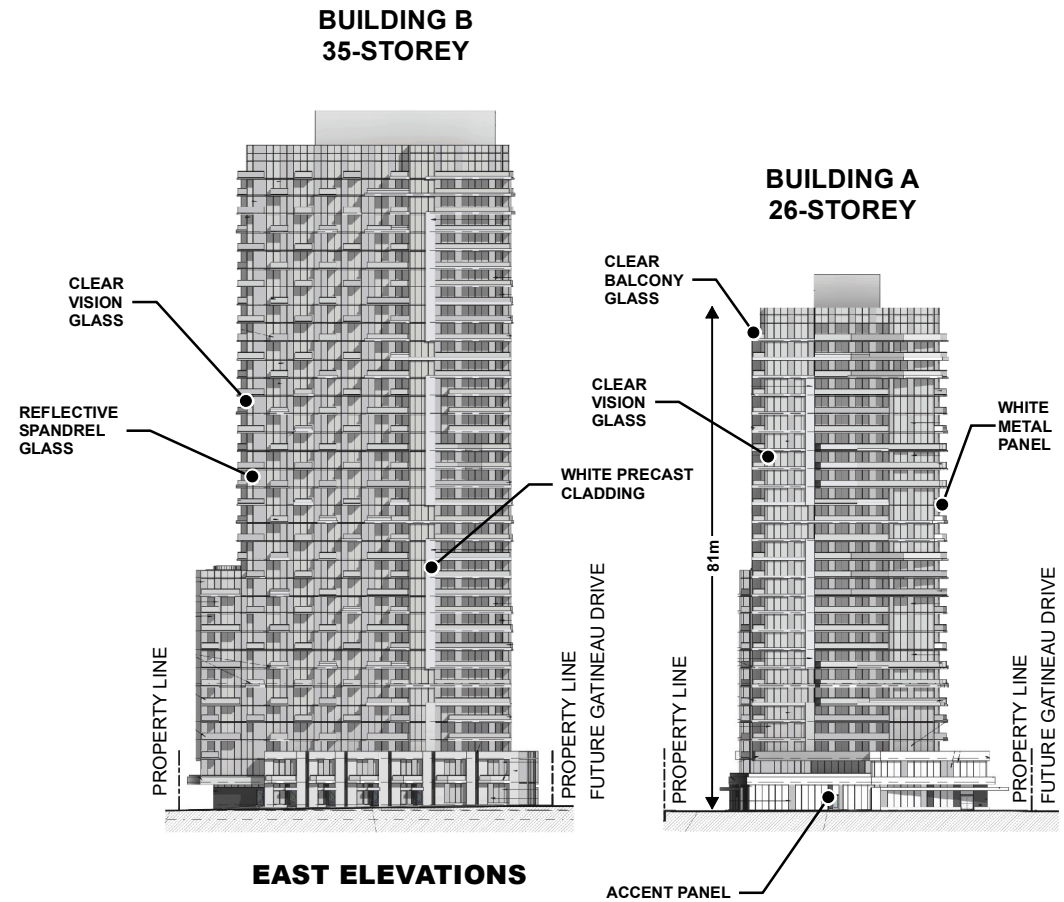 BUILDING B
35-STOREY
BUILDING A
26-STOREY
CLEAR
VISION
GLASS
REFLECTIVE
SPANDREL
GLASS
WHITE PRECAST
CLADDING
CLEAR
BALCONY
GLASS
CLEAR
VISION
GLASS
WHITE
METAL
PANEL
81m
PROPERTY LINE
PROPERTY LINE
FUTURE GATINEAU DRIVE
PROPERTY LINE
PROPERTY LINE
FUTURE GATINEAU DRIVE
EAST ELEVATIONS
ACCENT PANEL